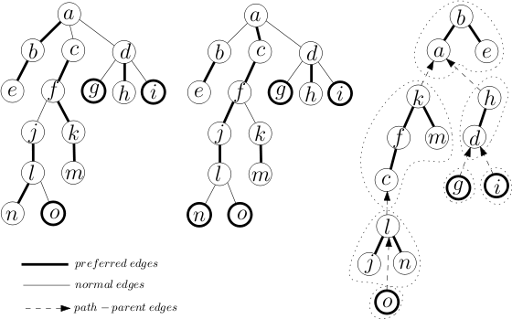 a a b
b c d b c d a e
e f g h i e f g h i k h
j k j k f m d
l m l m c g i
n o n o l
j n
o
preferred edges
normal edges
path − parent edges